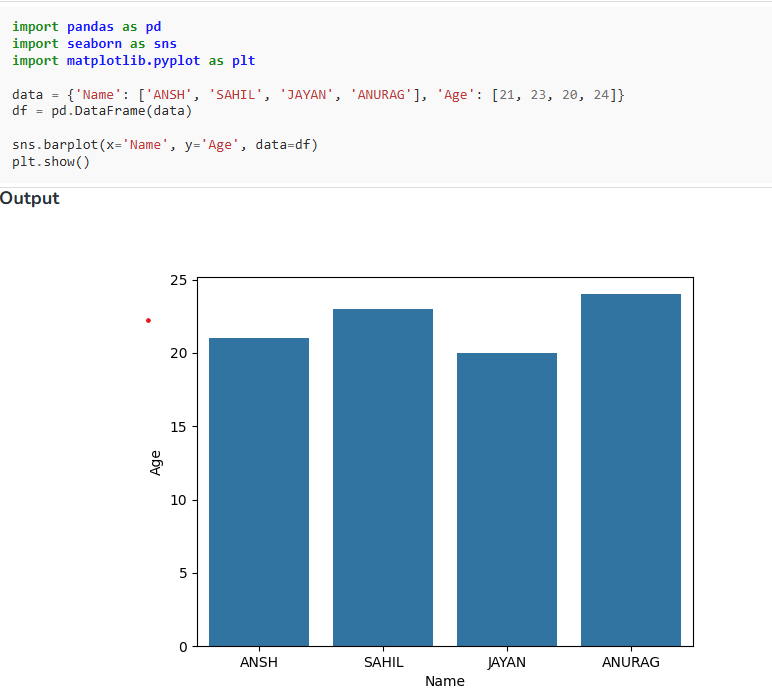 import pandas as pd
import seaborn as sns
import matplotlib.pyplot as plt
data = {'Name': ['ANSH', 'SAHIL', 'JAYAN', 'ANURAG'], 'Age': [21, 23, 20, 24]}
df = pd.DataFrame(data)
sns.barplot(x='Name', y='Age', data=df)
plt.show()
Output
25
20
15
10
5
0
Age
ANSH SAHIL JAYAN ANURAG
Name